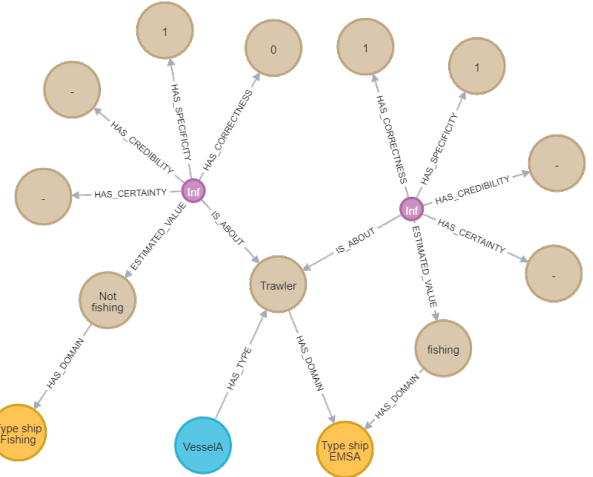 1
0
1
1
-
-
-
-
HAS_SPECIFICITY
HAS_CORRECTNESS
HAS_CREDIBILITY
HAS_CERTAINTY
Inf
ESTIMATED_VALUE
IS_ABOUT
HAS_CORRECTNESS
HAS_SPECIFICITY
HAS_CREDIBILITY
HAS_CERTAINTY
Inf
IS_ABOUT
ESTIMATED_VALUE
Not
fishing
Trawler
fishing
HAS_DOMAIN
HAS_TYPE
HAS_DOMAIN
HAS_DOMAIN
ype ship
Fishing
VesselA
Type ship
EMSA